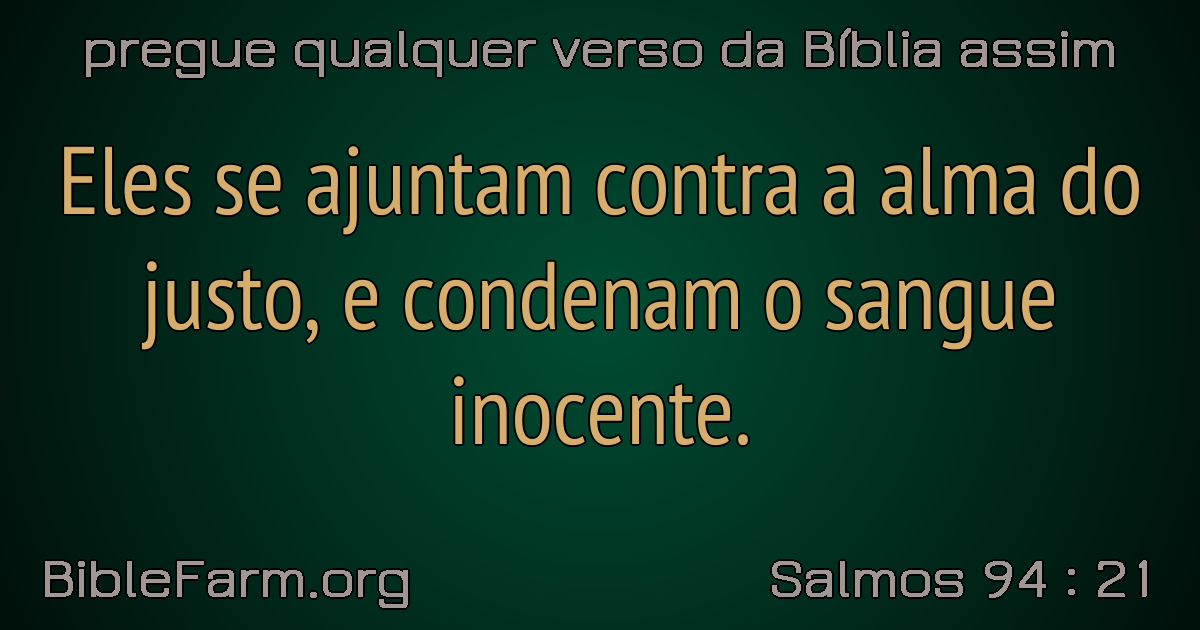 pregue qualquer verso da Bíblia assim
Eles se ajuntam contra a alma do
justo, e condenam o sangue
inocente.
BibleFarm.org
Salmos 94 : 21